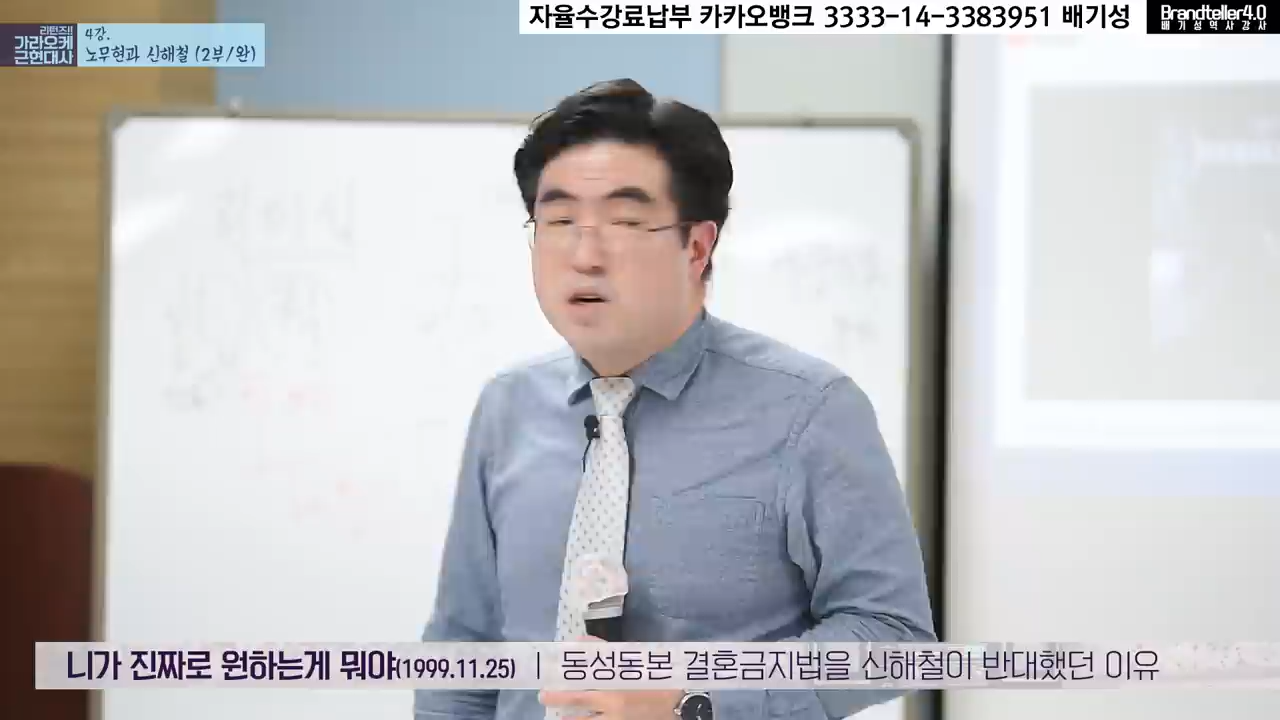 리턴즈!!
가라오케
근현대사
4강.
노무현과 신해철 (2부/완)
자율수강료납부 카카오뱅크 3333-14-3383951 배기성
Brandteller4.0
배기성역사강사
니가 진짜로 원하는게 뭐야(1999.11.25) | 동성동본 결혼금지법을 신해철이 반대했던 이유